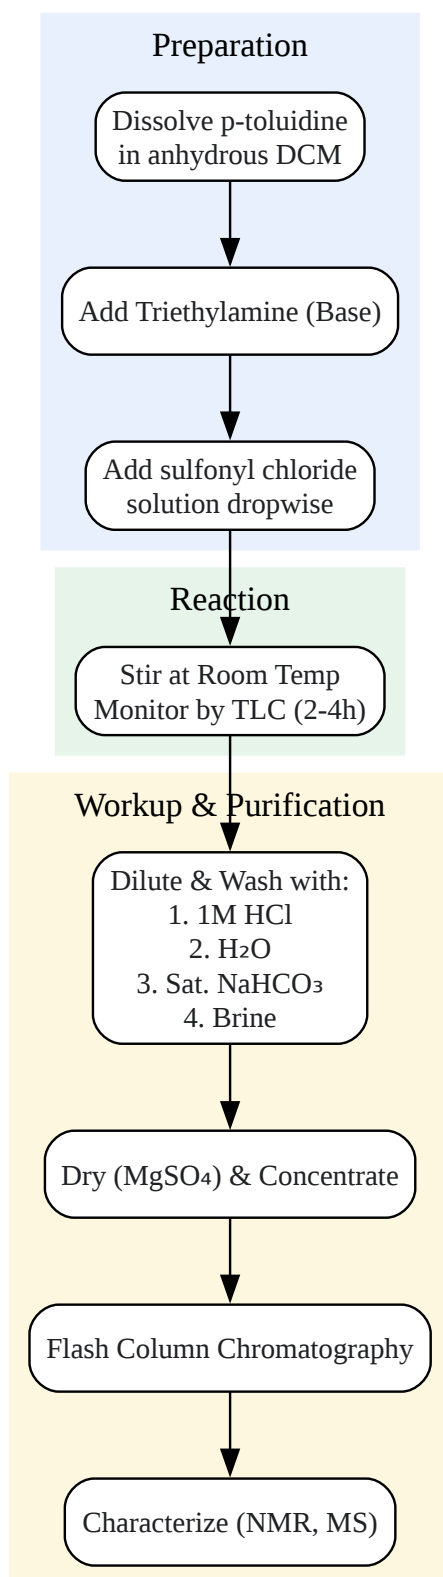 Preparation
Dissolve p-toluidine
in anhydrous DCM
Add Triethylamine (Base)
Add sulfonyl chloride
solution dropwise
Reaction
Stir at Room Temp
Monitor by TLC (2-4h)
Workup & Purification
Dilute & Wash with:
1. 1M HCl
2. H₂O
3. Sat. NaHCO₃
4. Brine
Dry (MgSO₄) & Concentrate
Flash Column Chromatography
Characterize (NMR, MS)